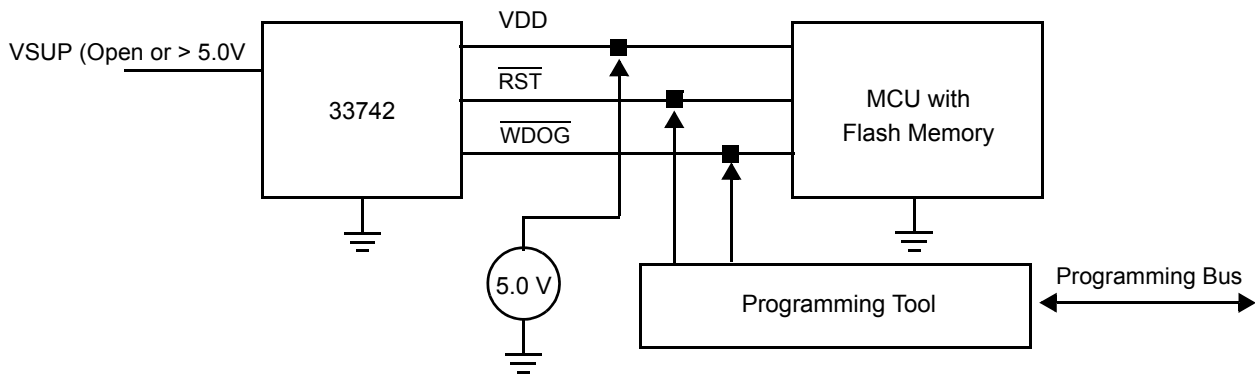 VDD
VSUP (Open or > 5.0V
RST
33742
MCU with
Flash Memory
WDOG
5.0 V
Programming Bus
Programming Tool